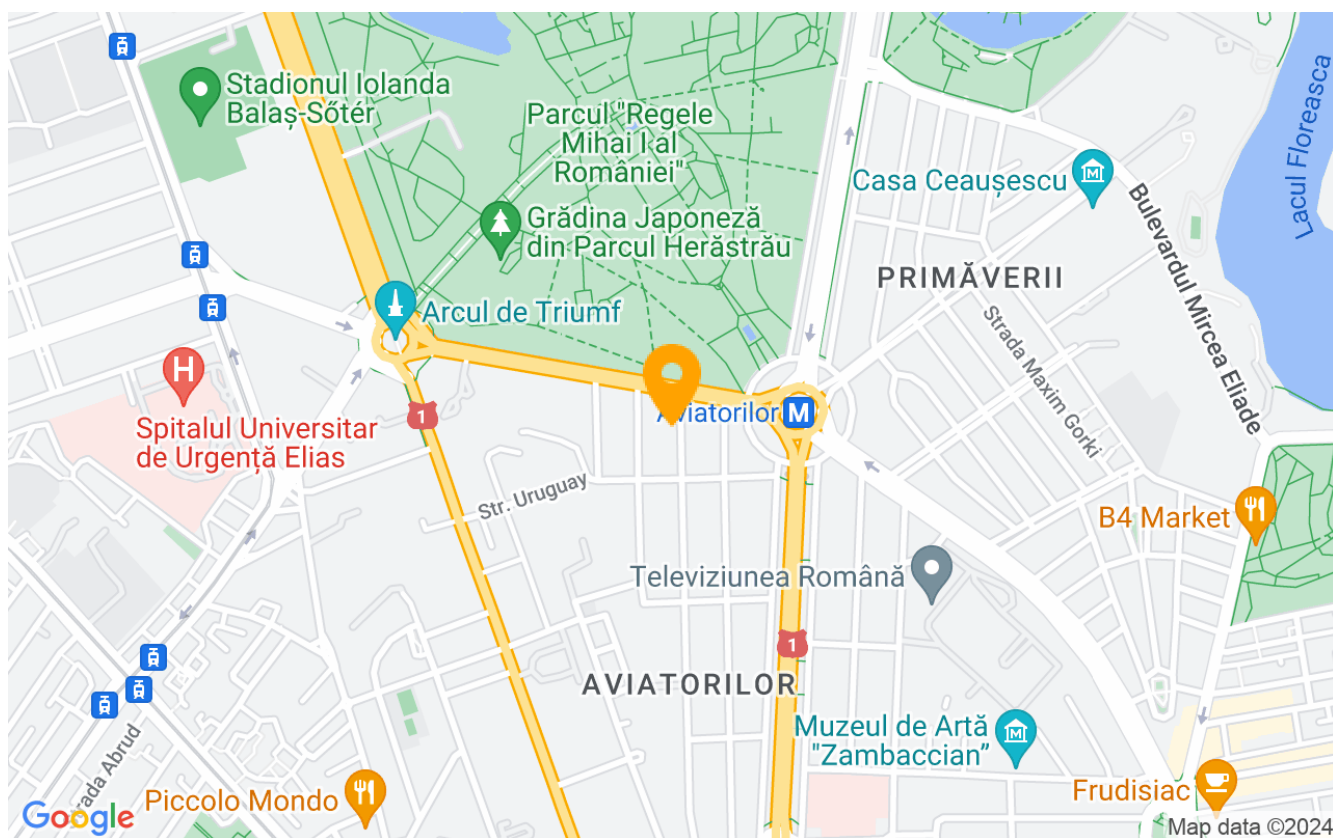 Stadionul Iolanda
Balaș-Sőtér
Parcul "Regele
Mihai I al
României"
Grădina Japoneză
din Parcul Herăstrău
Casa Ceaușescu
Lacul Floreasca
Bulevardul Mircea Eliade
PRIMĂVERII
Strada Maxim Gorki
Arcul de Triumf
H
Spitalul Universitar
de Urgență Elias
1
Aviatorilor
M
Str. Uruguay
B4 Market
Televiziunea Română
1
AVIATORILOR
Muzeul de Artă
"Zambaccian”
Strada Abrud
Piccolo Mondo
Frudisiac
Google
Map data ©2024